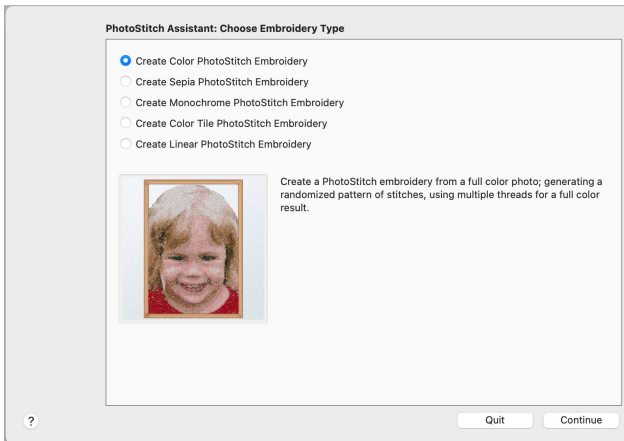 PhotoStitch Assistant: Choose Embroidery Type
Create Color PhotoStitch Embroidery
Create Sepia PhotoStitch Embroidery
Create Monochrome PhotoStitch Embroidery
Create Color Tile PhotoStitch Embroidery
Create Linear PhotoStitch Embroidery
Create a PhotoStitch embroidery from a full color photo; generating a
randomized pattern of stitches, using multiple threads for a full color
result.
?
Quit
Continue